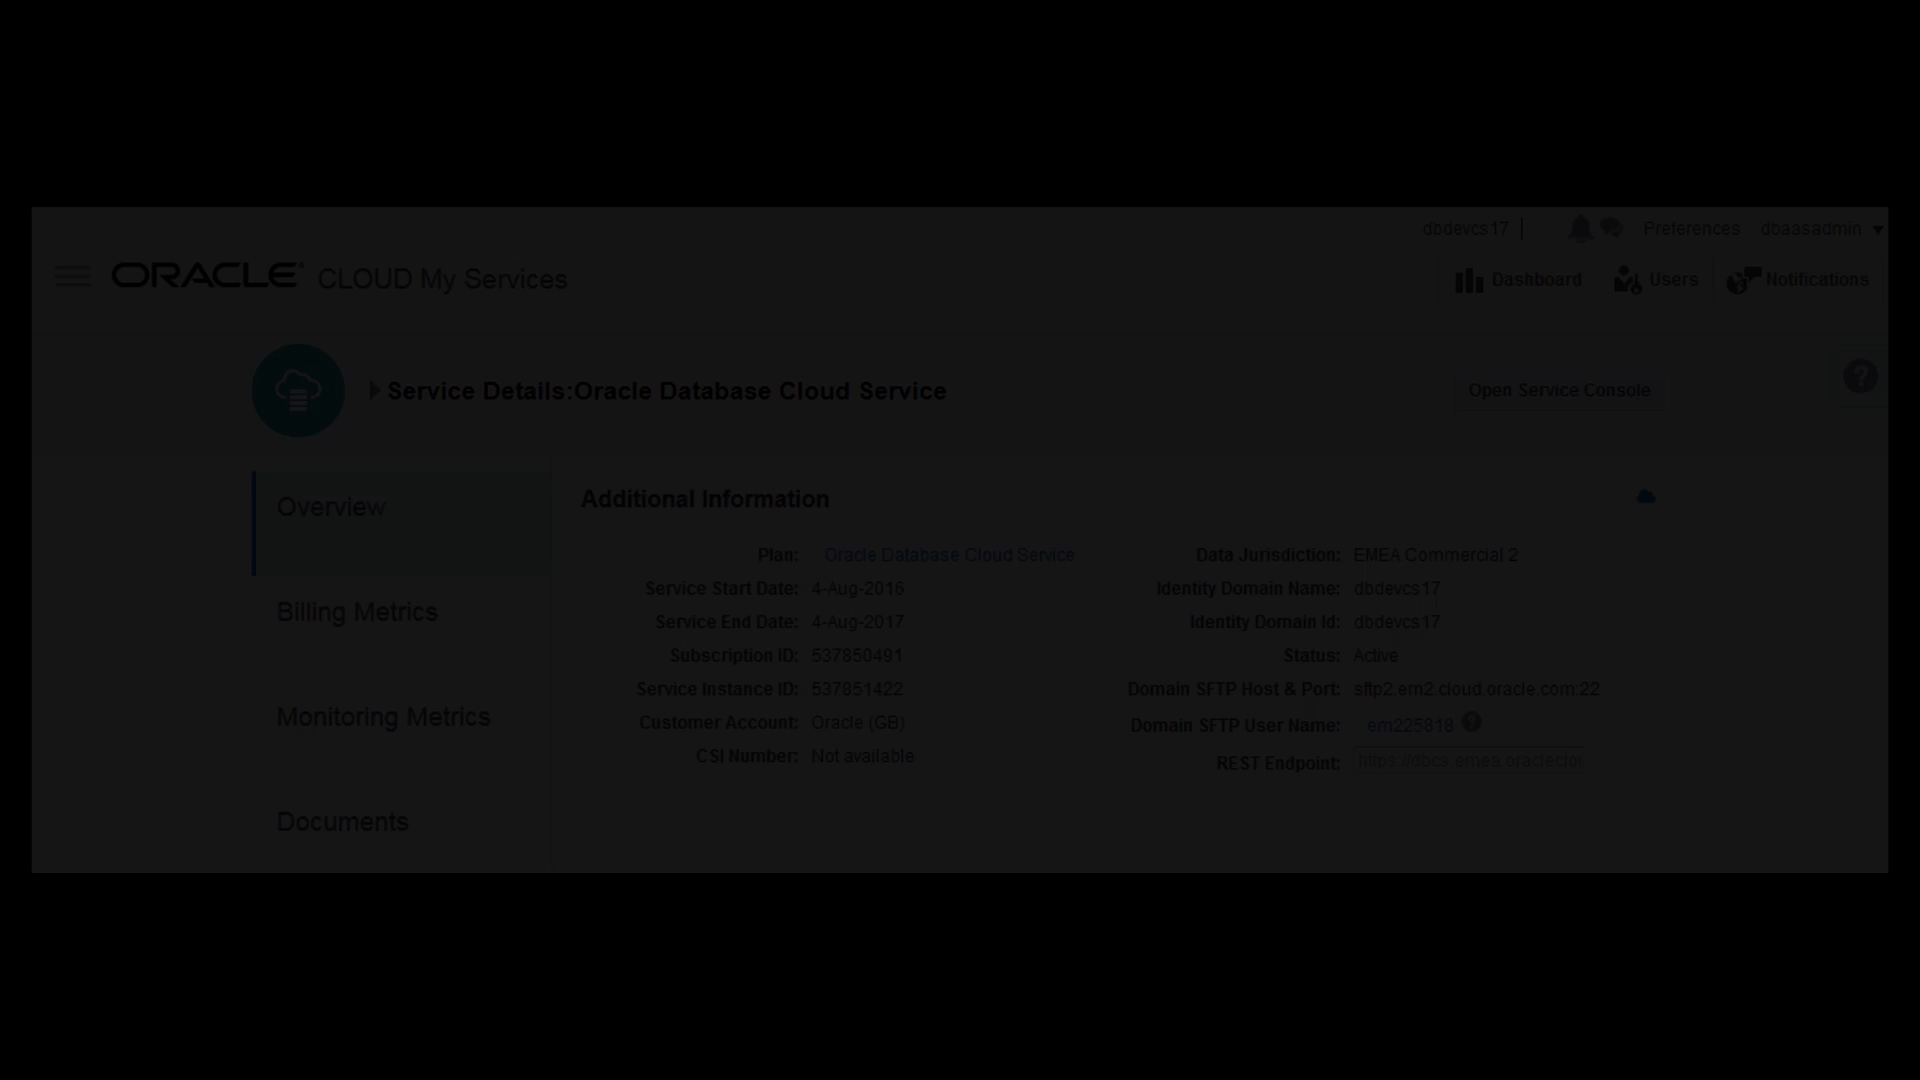 dbdevcs17 Preferences dbaasadmin
ORACLE CLOUD My Services Dashboard Users Notifications
Service Details:Oracle Database Cloud Service Open Service Console ?
Overview
Billing Metrics
Monitoring Metrics
Documents
Additional Information
Plan: Oracle Database Cloud Service
Service Start Date: 4-Aug-2016
Service End Date: 4-Aug-2017
Subscription ID: 537850491
Service Instance ID: 537851422
Customer Account: Oracle (GB)
CSI Number: Not available
Data Jurisdiction: EMEA Commercial 2
Identity Domain Name: dbdevcs17
Identity Domain Id: dbdevcs17
Status: Active
Domain SFTP Host & Port: sftp2.em2.cloud.oracle.com:22
Domain SFTP User Name: em225818 ?
REST Endpoint: https://dbcs.emea.oracleclou